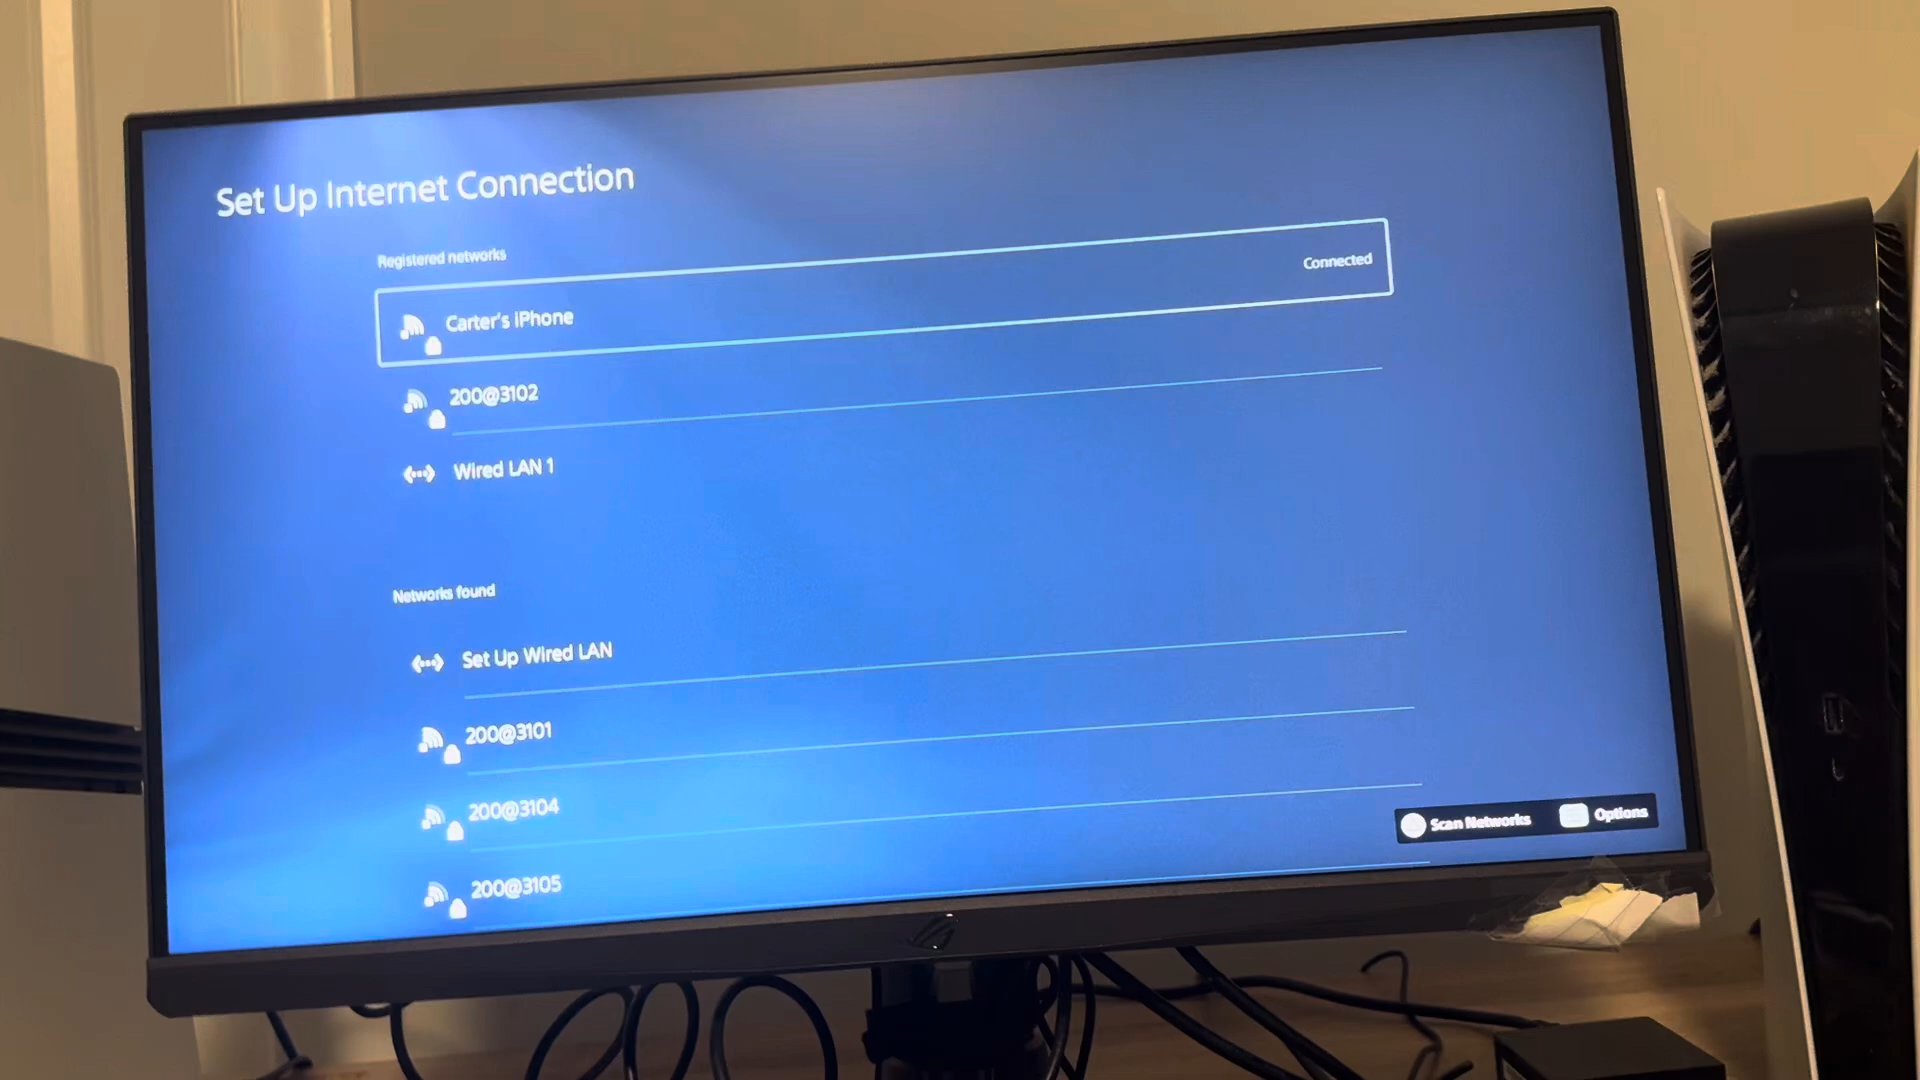 Set Up Internet Connection
Registered networks
Carter's iPhone
Connected
200@3102
Wired LAN 1
Networks found
Set Up Wired LAN
200@3101
200@3104
200@3105
Scan Networks
Options